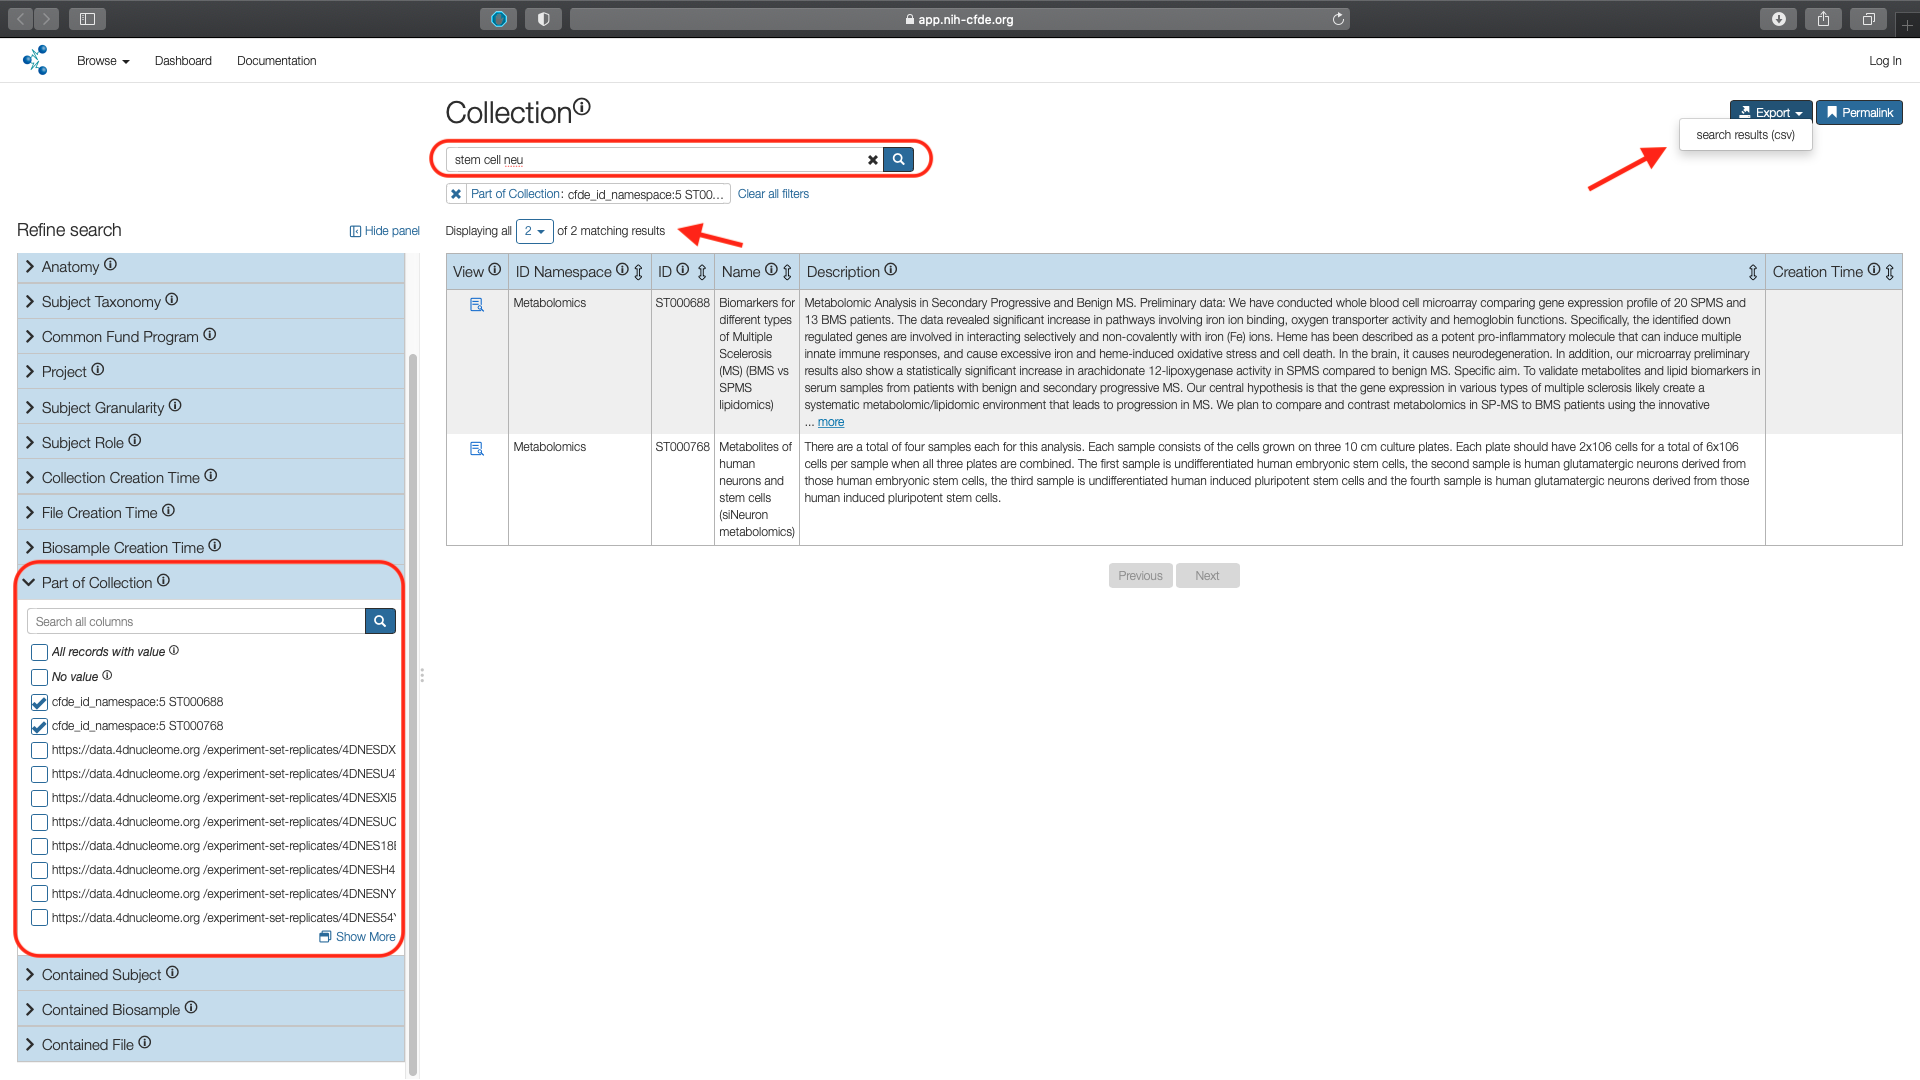 app.nih-cfde.org
Browse Dashboard Documentation Log In
Collection
Export Permalink
search results (csv)
stem cell neu
Part of Collection: cfde_id_namespace:5 ST00... Clear all filters
Refine search Hide panel
Displaying all 2 of 2 matching results
Anatomy
Subject Taxonomy
Common Fund Program
Project
Subject Granularity
Subject Role
Collection Creation Time
File Creation Time
Biosample Creation Time
Part of Collection
Search all columns
All records with value
No value
cfde_id_namespace:5 ST000688
cfde_id_namespace:5 ST000768
https://data.4dnucleome.org /experiment-set-replicates/4DNESDX
https://data.4dnucleome.org /experiment-set-replicates/4DNESU4
https://data.4dnucleome.org /experiment-set-replicates/4DNESXI5
https://data.4dnucleome.org /experiment-set-replicates/4DNESUC
https://data.4dnucleome.org /experiment-set-replicates/4DNES18
https://data.4dnucleome.org /experiment-set-replicates/4DNESH4
https://data.4dnucleome.org /experiment-set-replicates/4DNESNY
https://data.4dnucleome.org /experiment-set-replicates/4DNES54
Show More
Contained Subject
Contained Biosample
Contained File
View ID Namespace ID Name Description Creation Time
Metabolomics ST000688
Biomarkers for
different types
of Multiple
Scelerosis
(MS) (BMS vs
SPMS
lipidomics)
Metabolomic Analysis in Secondary Progressive and Benign MS. Preliminary data: We have conducted whole blood cell microarray comparing gene expression profile of 20 SPMS and
13 BMS patients. The data revealed significant increase in pathways involving iron ion binding, oxygen transporter activity and hemoglobin functions. Specifically, the identified down
regulated genes are involved in interacting selectively and non-covalently with iron (Fe) ions. Heme has been described as a potent pro-inflammatory molecule that can induce multiple
innate immune responses, and cause excessive iron and heme-induced oxidative stress and cell death. In the brain, it causes neurodegeneration. In addition, our microarray preliminary
results also show a statistically significant increase in arachidonate 12-lipoxygenase activity in SPMS compared to benign MS. Specific aim. To validate metabolites and lipid biomarkers in
serum samples from patients with benign and secondary progressive MS. Our central hypothesis is that the gene expression in various types of multiple sclerosis likely create a
systematic metabolomic/lipidomic environment that leads to progression in MS. We plan to compare and contrast metabolomics in SP-MS to BMS patients using the innovative
... more
Metabolomics ST000768
Metabolites of
human
neurons and
stem cells
(siNeuron
metabolomics)
There are a total of four samples each for this analysis. Each sample consists of the cells grown on three 10 cm culture plates. Each plate should have 2x106 cells for a total of 6x106
cells per sample when all three plates are combined. The first sample is undifferentiated human embryonic stem cells, the second sample is human glutamatergic neurons derived from
those human embryonic stem cells, the third sample is undifferentiated human induced pluripotent stem cells and the fourth sample is human glutamatergic neurons derived from those
human induced pluripotent stem cells.
Previous Next